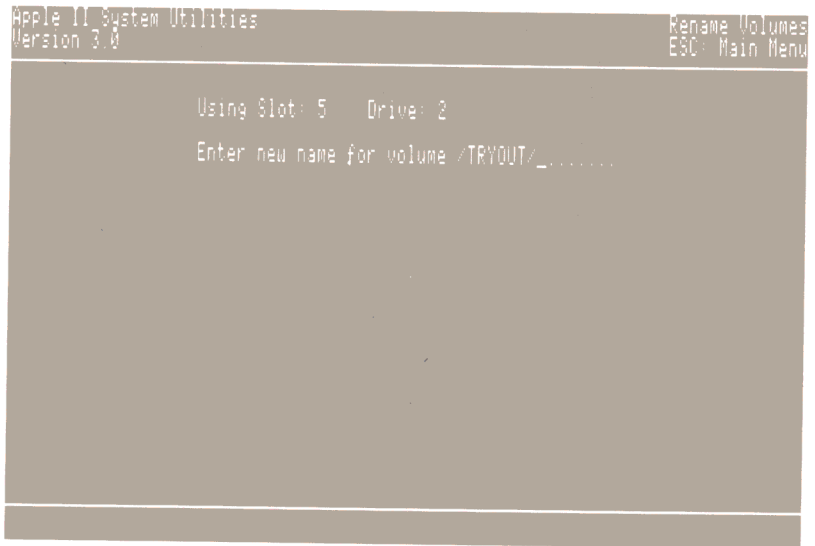 Apple II System Utilities
Version 3.0
Rename Volumes
ESC: Main Menu
Using Slot: 5 Drive: 2
Enter new name for volume /TRYOUT/_.......